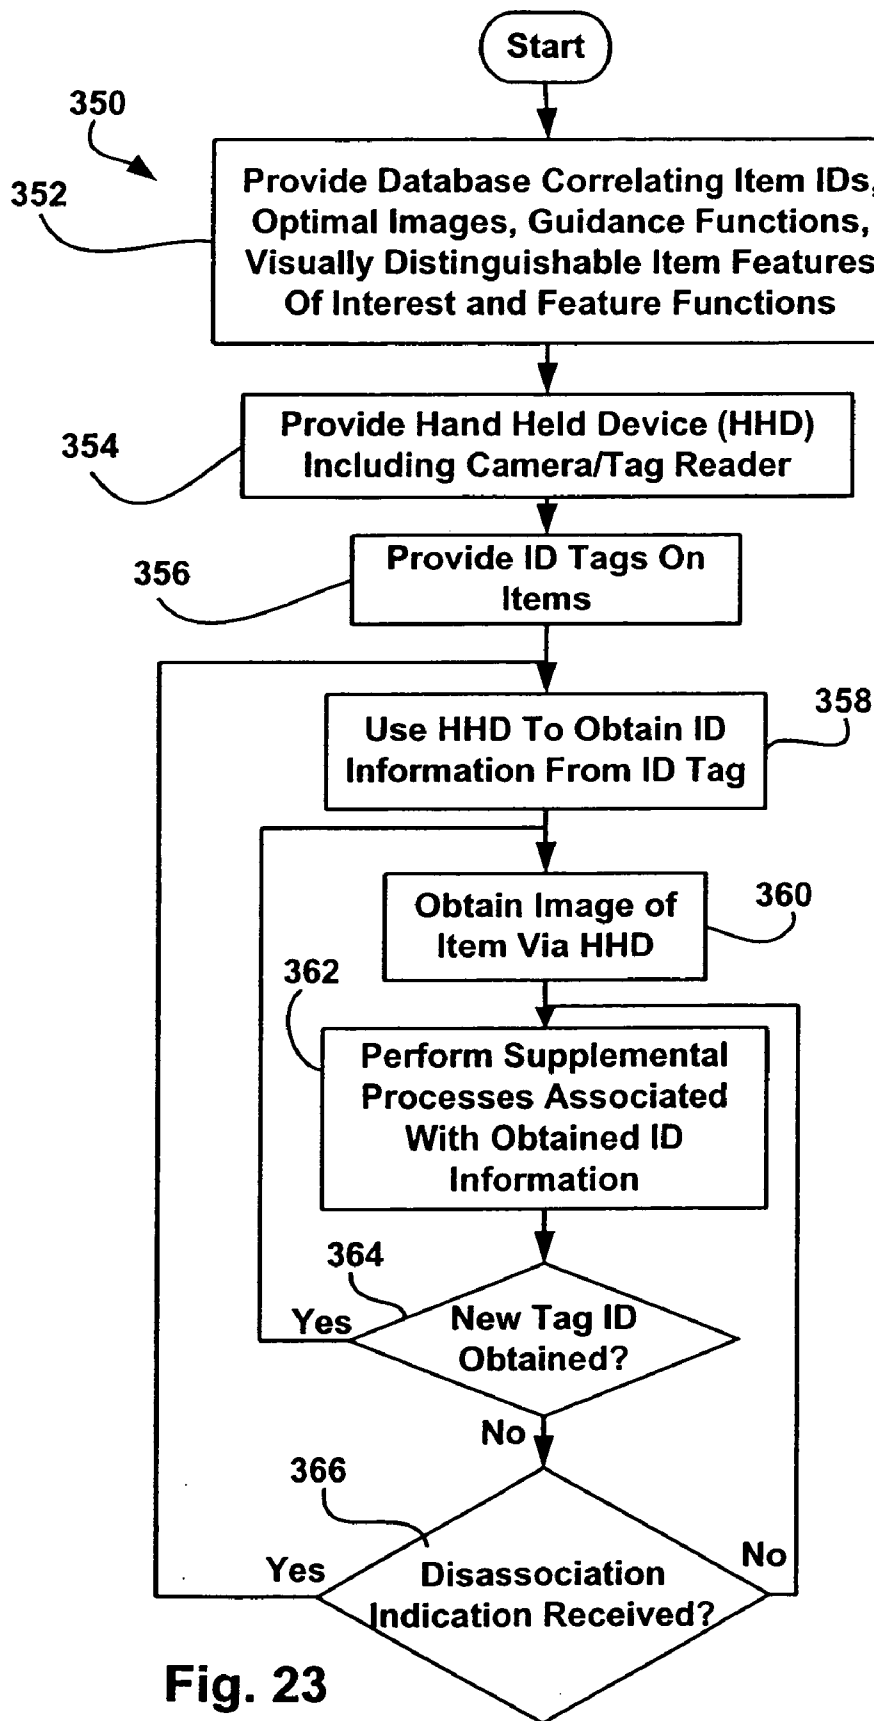 Start
350
352
Provide Database Correlating Item IDs,
Optimal Images, Guidance Functions,
Visually Distinguishable Item Features
Of Interest and Feature Functions
354
Provide Hand Held Device (HHD)
Including Camera/Tag Reader
356
Provide ID Tags On
Items
358
Use HHD To Obtain ID
Information From ID Tag
360
Obtain Image of
Item Via HHD
362
Perform Supplemental
Processes Associated
With Obtained ID
Information
364
Yes
New Tag ID
Obtained?
No
366
Yes
No
Disassociation
Indication Received?
Fig. 23